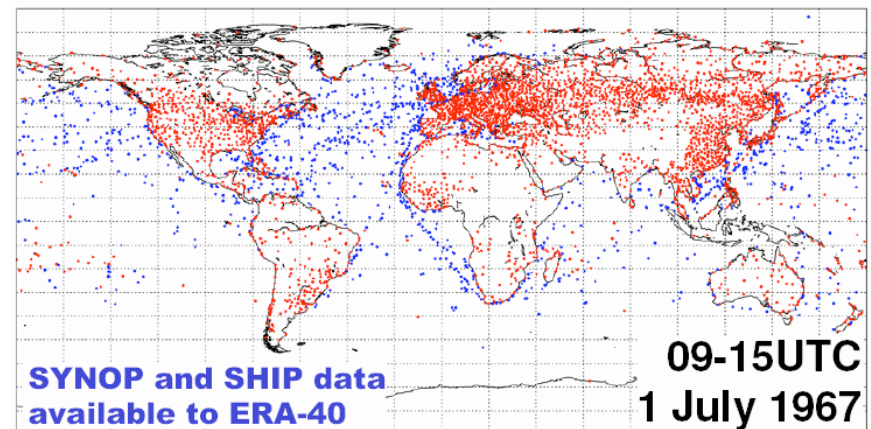 SYNOP and SHIP data
available to ERA-40
09-15UTC
1 July 1967